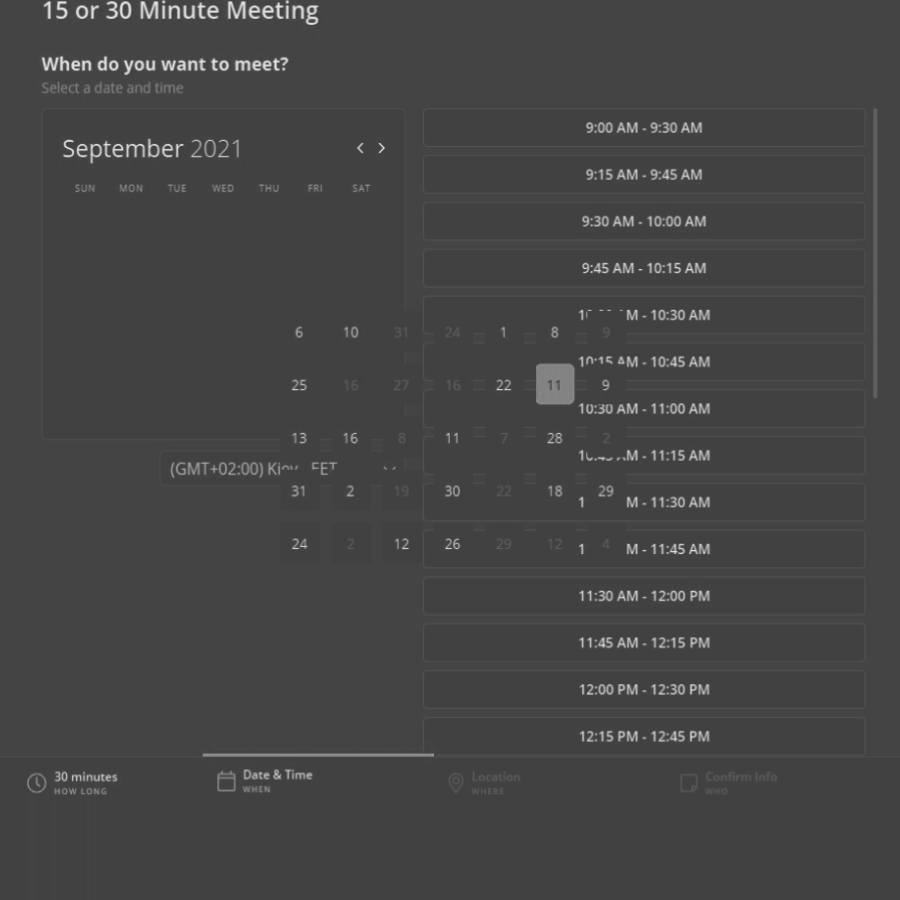 15 or 30 Minute Meeting
When do you want to meet?
Select a date and time
September 2021
SUN MON TUE WED THU FRI SAT
6 10 31 24 1 8 9
25 16 27 16 22 11 9
13 16 8 11 7 28 2
31 2 19 30 22 18 29
24 2 12 26 29 12 4
(GMT+02:00) EET
9:00 AM - 9:30 AM
9:15 AM - 9:45 AM
9:30 AM - 10:00 AM
9:45 AM - 10:15 AM
M - 10:30 AM
10:15 AM - 10:45 AM
10:30 AM - 11:00 AM
M - 11:15 AM
1 M - 11:30 AM
1 M - 11:45 AM
11:30 AM - 12:00 PM
11:45 AM - 12:15 PM
12:00 PM - 12:30 PM
12:15 PM - 12:45 PM
30 minutes
HOW LONG
Date & Time
WHEN
Location
WHERE
Confirm Info
WHO